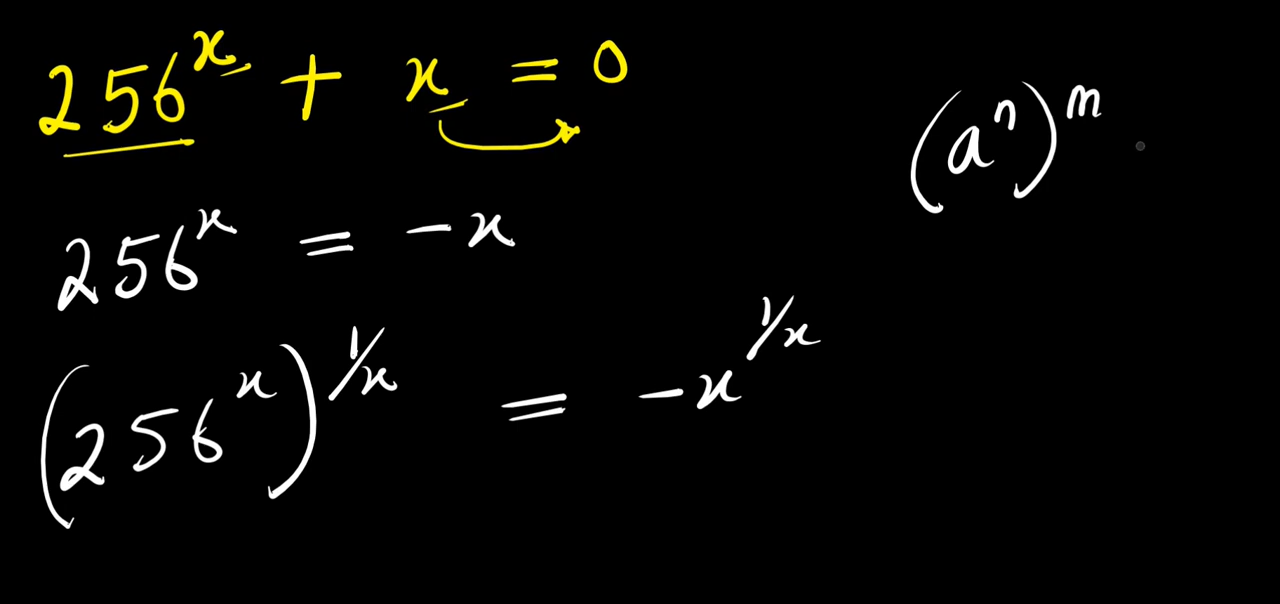 256^x + x = 0
(a^n)^m
256^x = -x
(256^x)^1/x = -x^1/x